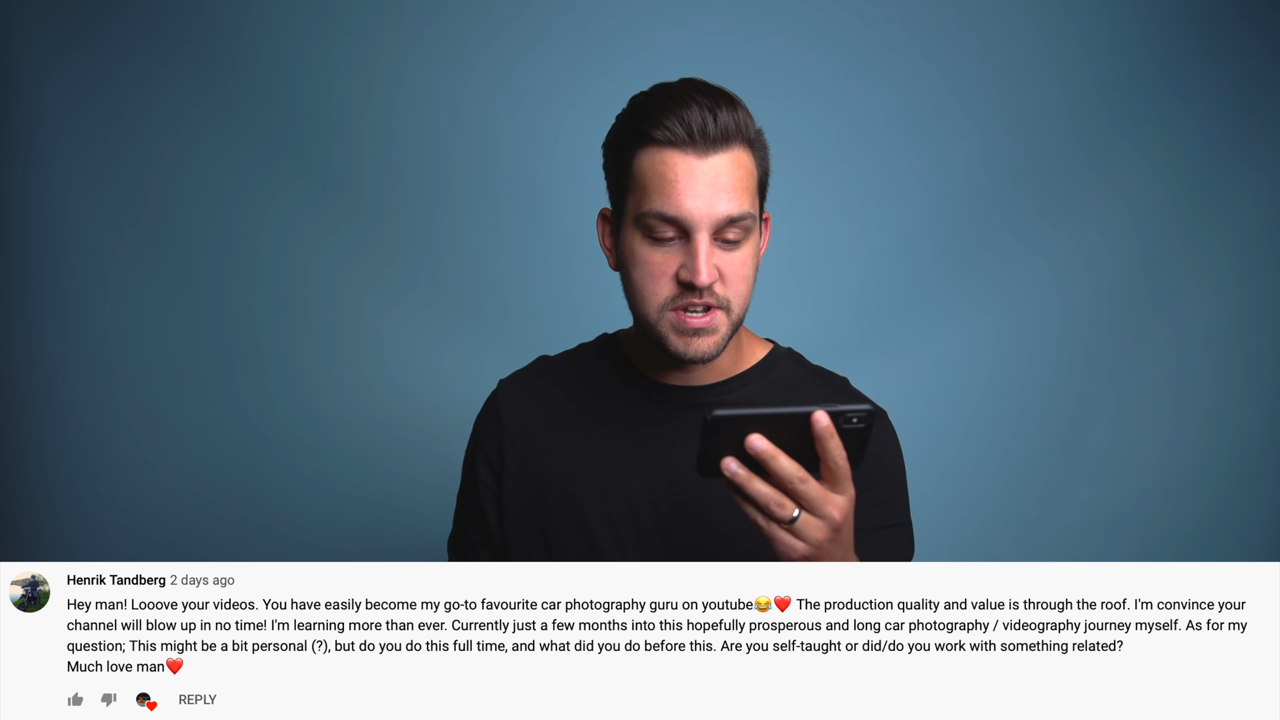 Henrik Tandberg 2 days ago
Hey man! Looove your videos. You have easily become my go-to favourite car photography guru on youtube😂❤️ The production quality and value is through the roof. I'm convince your
channel will blow up in no time! I'm learning more than ever. Currently just a few months into this hopefully prosperous and long car photography / videography journey myself. As for my
question; This might be a bit personal (?), but do you do this full time, and what did you do before this. Are you self-taught or did/do you work with something related?
Much love man❤️
REPLY